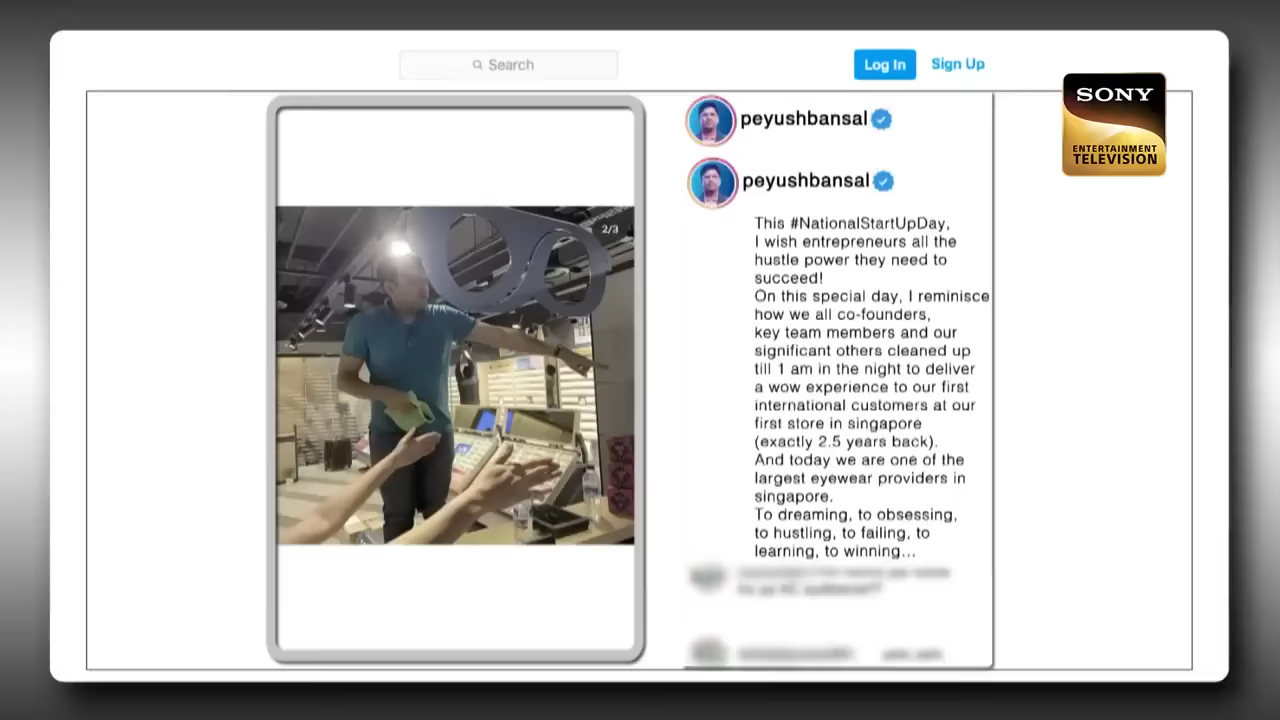 Search
Log In
Sign Up
SONY
ENTERTAINMENT
TELEVISION
peyushbansal
peyushbansal
2/3
This #NationalStartUpDay,
I wish entrepreneurs all the
hustle power they need to
succeed!
On this special day, I reminisce
how we all co-founders,
key team members and our
significant others cleaned up
till 1 am in the night to deliver
a wow experience to our first
international customers at our
first store in singapore
(exactly 2.5 years back).
And today we are one of the
largest eyewear providers in
singapore.
To dreaming, to obsessing,
to hustling, to failing, to
learning, to winning...